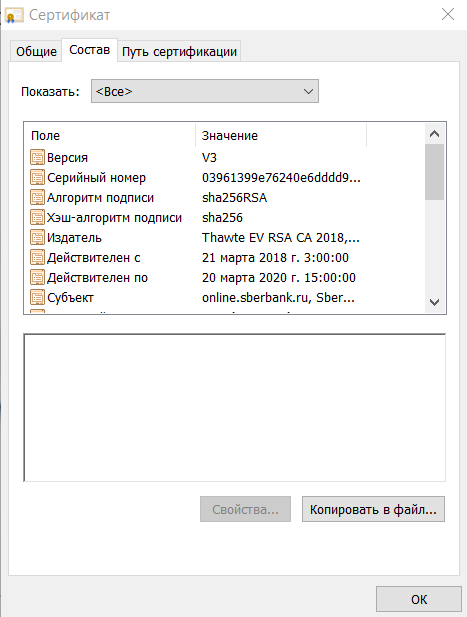 Сертификат
Общие Состав Путь сертификации
Показать: <Все>
Поле Значение
Версия V3
Серийный номер 03961399e76240e6dddd9...
Алгоритм подписи sha256RSA
Хэш-алгоритм подписи sha256
Издатель Thawte EV RSA CA 2018,...
Действителен с 21 марта 2018 г. 3:00:00
Действителен по 20 марта 2020 г. 15:00:00
Субъект online.sberbank.ru, Sber...
Свойства... Копировать в файл...
ОК